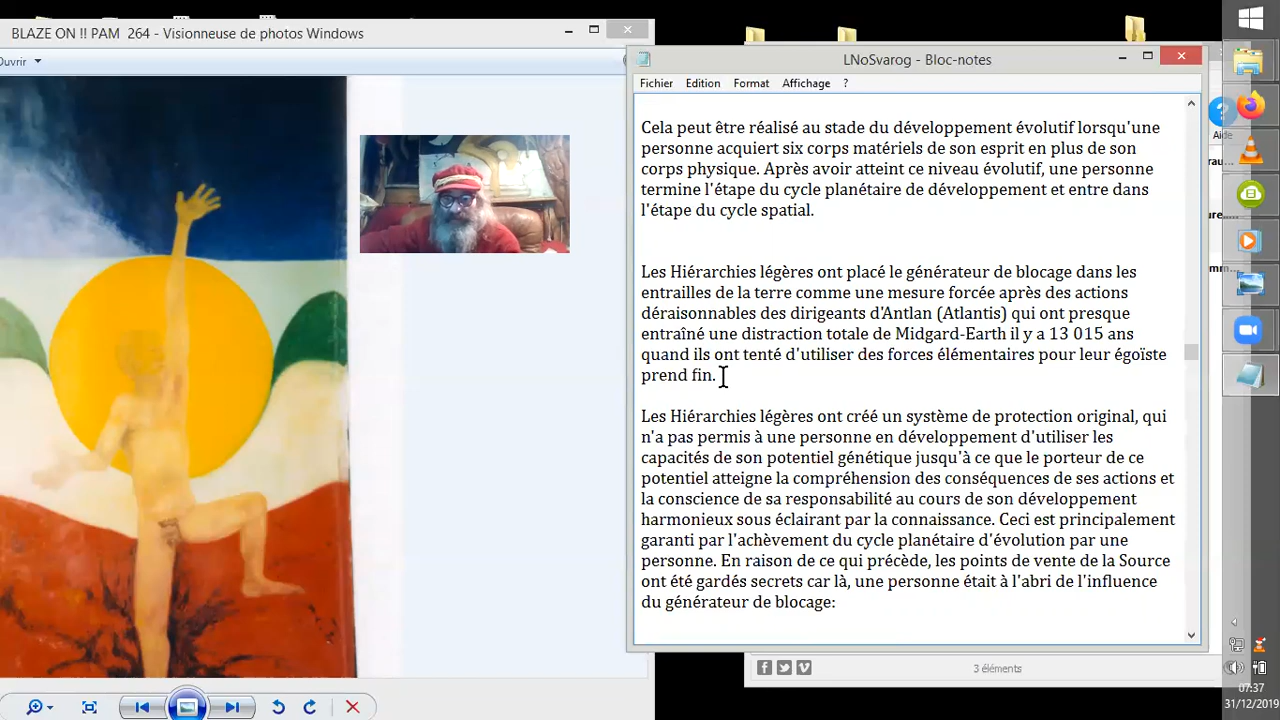 BLAZE ON !! PAM 264 - Visionneuse de photos Windows
Ouvrir
LNoSvarog - Bloc-notes
Fichier Edition Format Affichage ?
Cela peut être réalisé au stade du développement évolutif lorsqu'une
personne acquiert six corps matériels de son esprit en plus de son
corps physique. Après avoir atteint ce niveau évolutif, une personne
termine l'étape du cycle planétaire de développement et entre dans
l'étape du cycle spatial.
Les Hiérarchies légères ont placé le générateur de blocage dans les
entrailles de la terre comme une mesure forcée après des actions
déraisonnables des dirigeants d'Antlan (Atlantis) qui ont presque
entraîné une distraction totale de Midgard-Earth il y a 13 015 ans
quand ils ont tenté d'utiliser des forces élémentaires pour leur égoïste
prend fin.
Les Hiérarchies légères ont créé un système de protection original, qui
n'a pas permis à une personne en développement d'utiliser les
capacités de son potentiel génétique jusqu'à ce que le porteur de ce
potentiel atteigne la compréhension des conséquences de ses actions et
la conscience de sa responsabilité au cours de son développement
harmonieux sous éclairant par la connaissance. Ceci est principalement
garanti par l'achèvement du cycle planétaire d'évolution par une
personne. En raison de ce qui précède, les points de vente de la Source
ont été gardés secrets car là, une personne était à l'abri de l'influence
du générateur de blocage:
3 éléments
Aide
07:37
31/12/2019